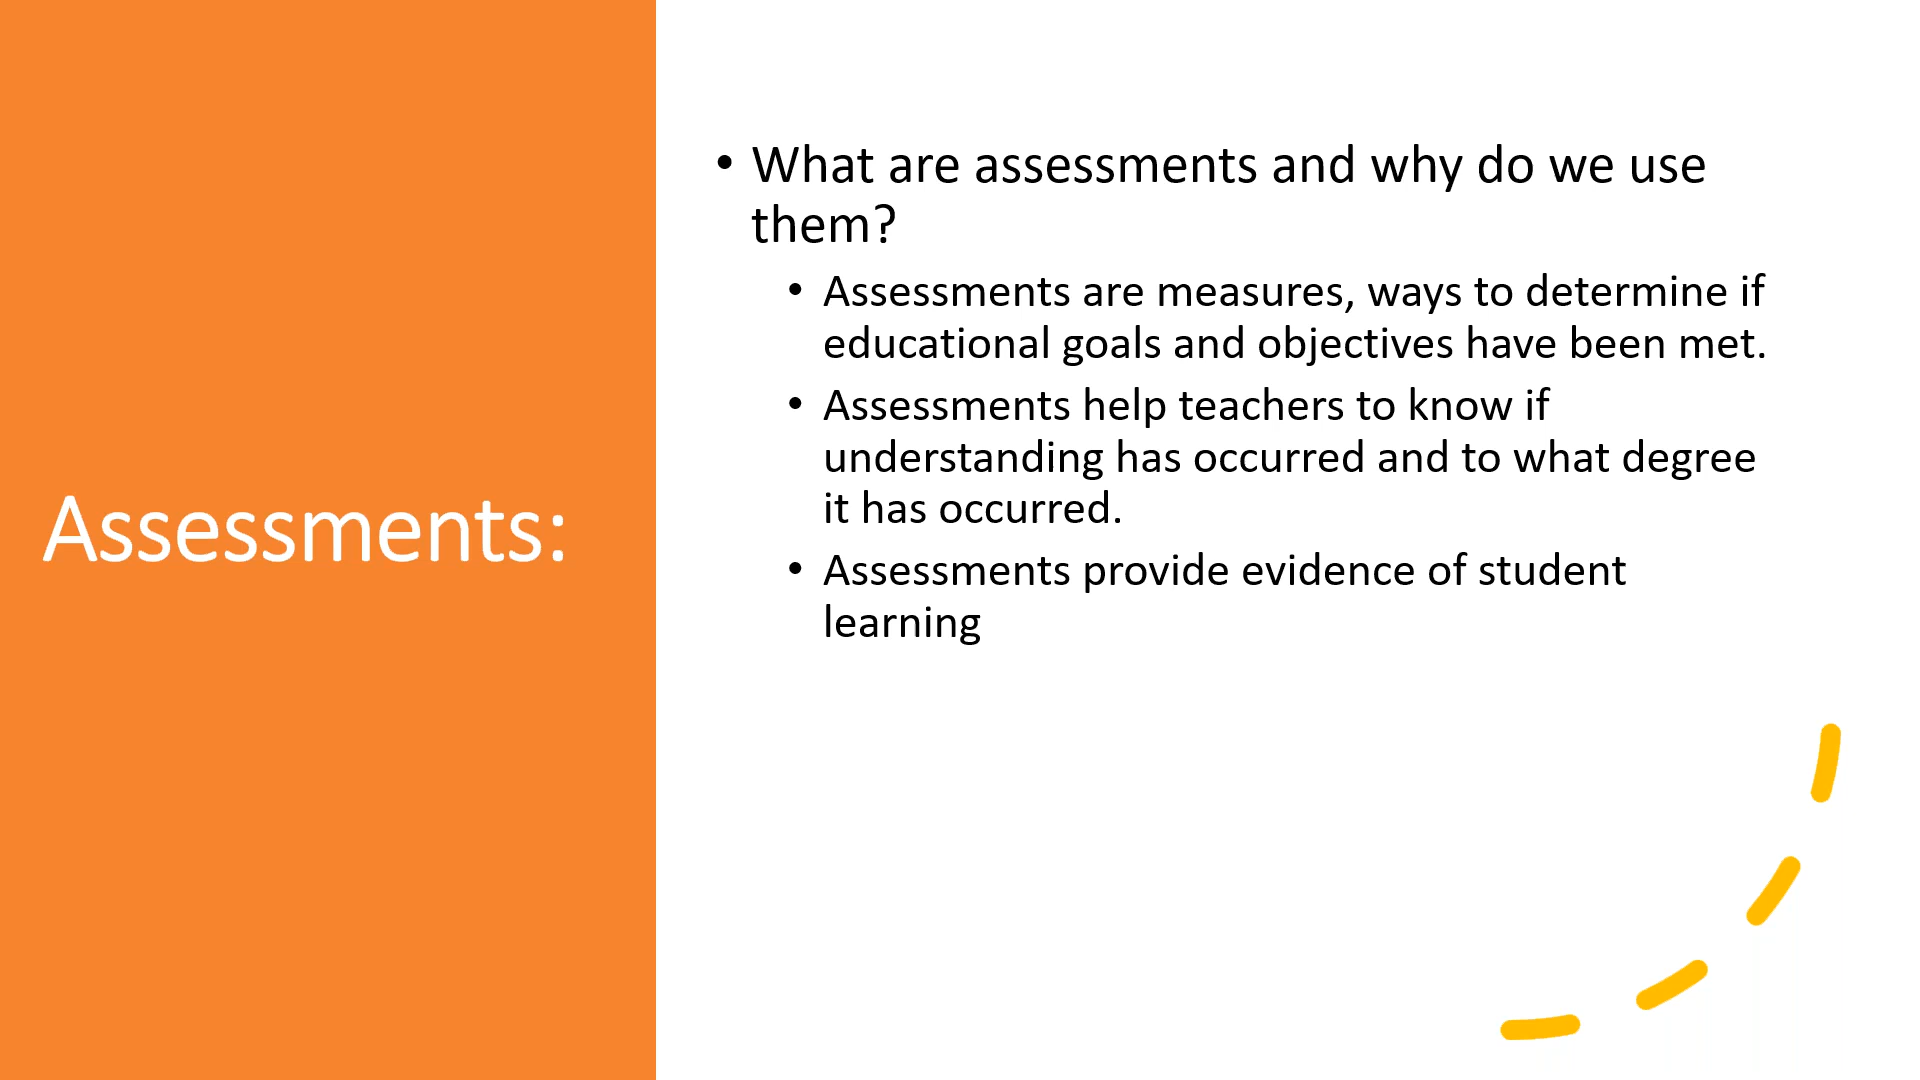 Assessments:
• What are assessments and why do we use
them?
• Assessments are measures, ways to determine if
educational goals and objectives have been met.
• Assessments help teachers to know if
understanding has occurred and to what degree
it has occurred.
• Assessments provide evidence of student
learning